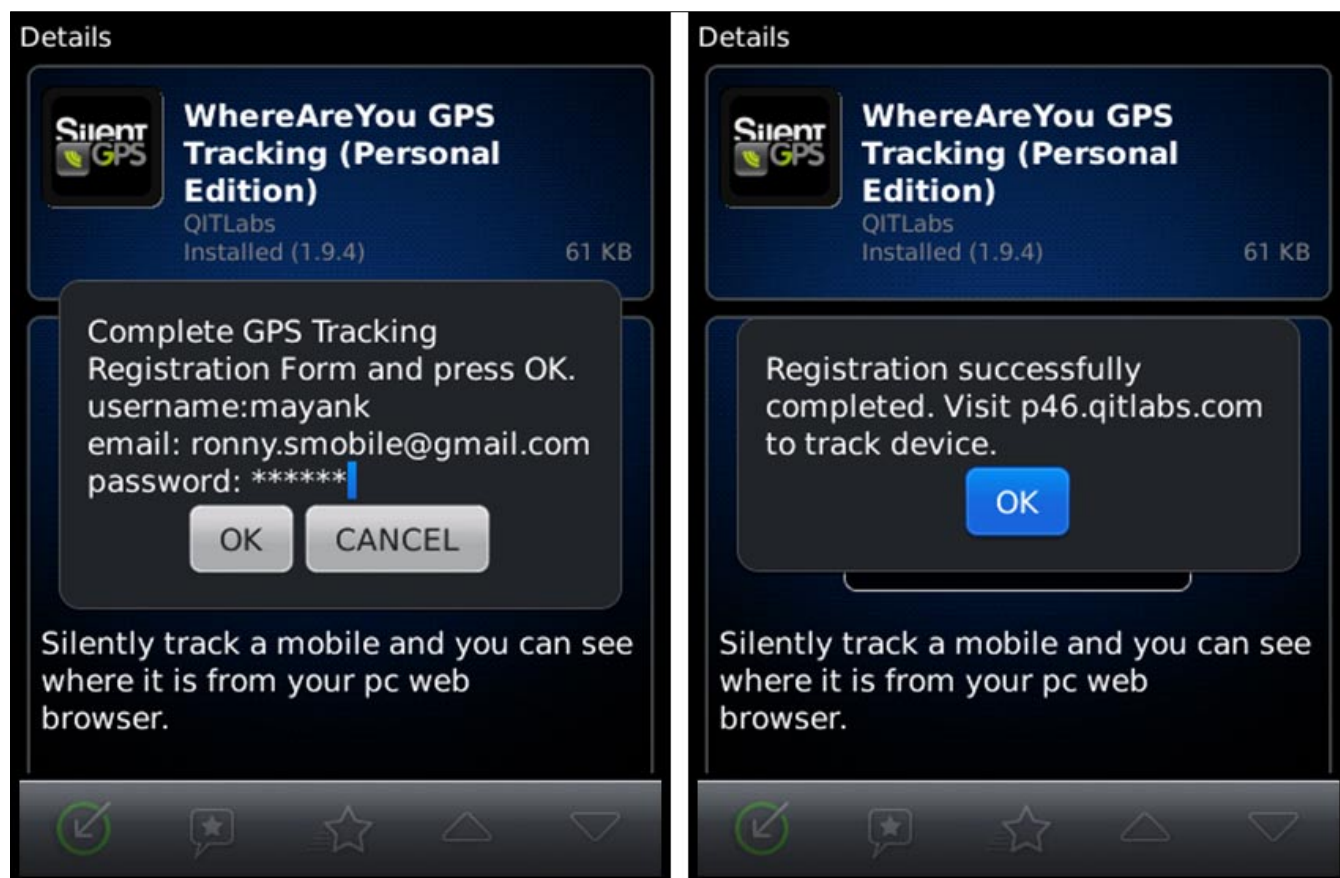 Details
Silent
GPS
WhereAreYou GPS
Tracking (Personal
Edition)
QITLabs
Installed (1.9.4) 61 KB
Complete GPS Tracking
Registration Form and press OK.
username:mayank
email: ronny.smobile@gmail.com
password: ******
OK CANCEL
Silently track a mobile and you can see
where it is from your pc web
browser.
Details
Silent
GPS
WhereAreYou GPS
Tracking (Personal
Edition)
QITLabs
Installed (1.9.4) 61 KB
Registration successfully
completed. Visit p46.qitlabs.com
to track device.
OK
Silently track a mobile and you can see
where it is from your pc web
browser.